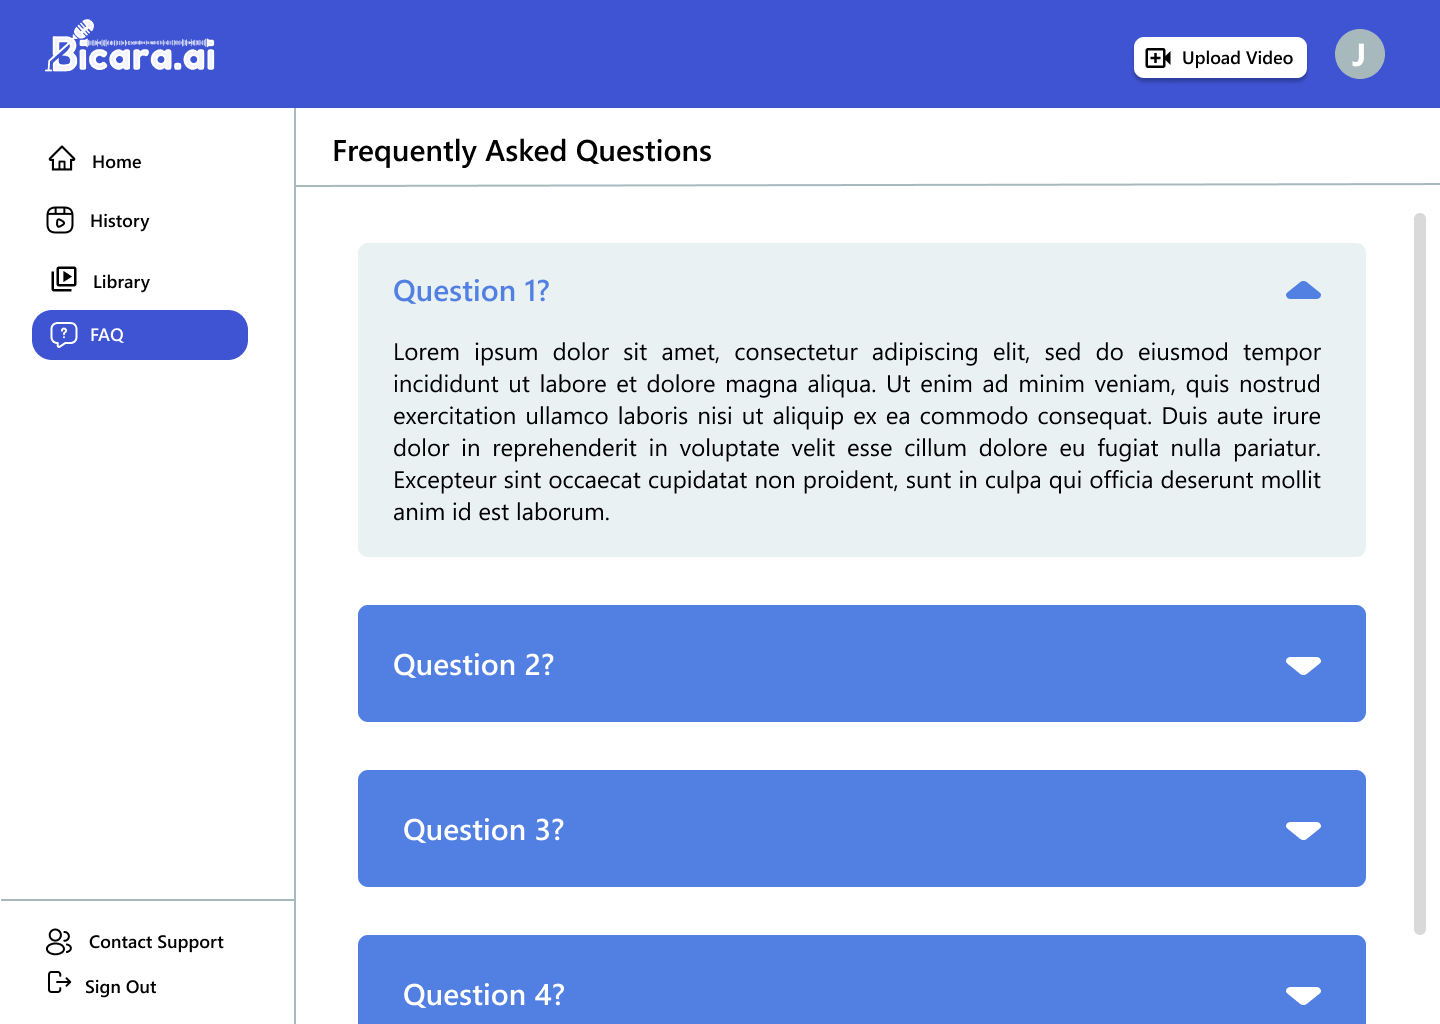 Bicara.ai
Upload Video
J
Home
History
Library
FAQ
Contact Support
Sign Out
Frequently Asked Questions
Question 1?
Lorem ipsum dolor sit amet, consectetur adipiscing elit, sed do eiusmod tempor
incididunt ut labore et dolore magna aliqua. Ut enim ad minim veniam, quis nostrud
exercitation ullamco laboris nisi ut aliquip ex ea commodo consequat. Duis aute irure
dolor in reprehenderit in voluptate velit esse cillum dolore eu fugiat nulla pariatur.
Excepteur sint occaecat cupidatat non proident, sunt in culpa qui officia deserunt mollit
anim id est laborum.
Question 2?
Question 3?
Question 4?